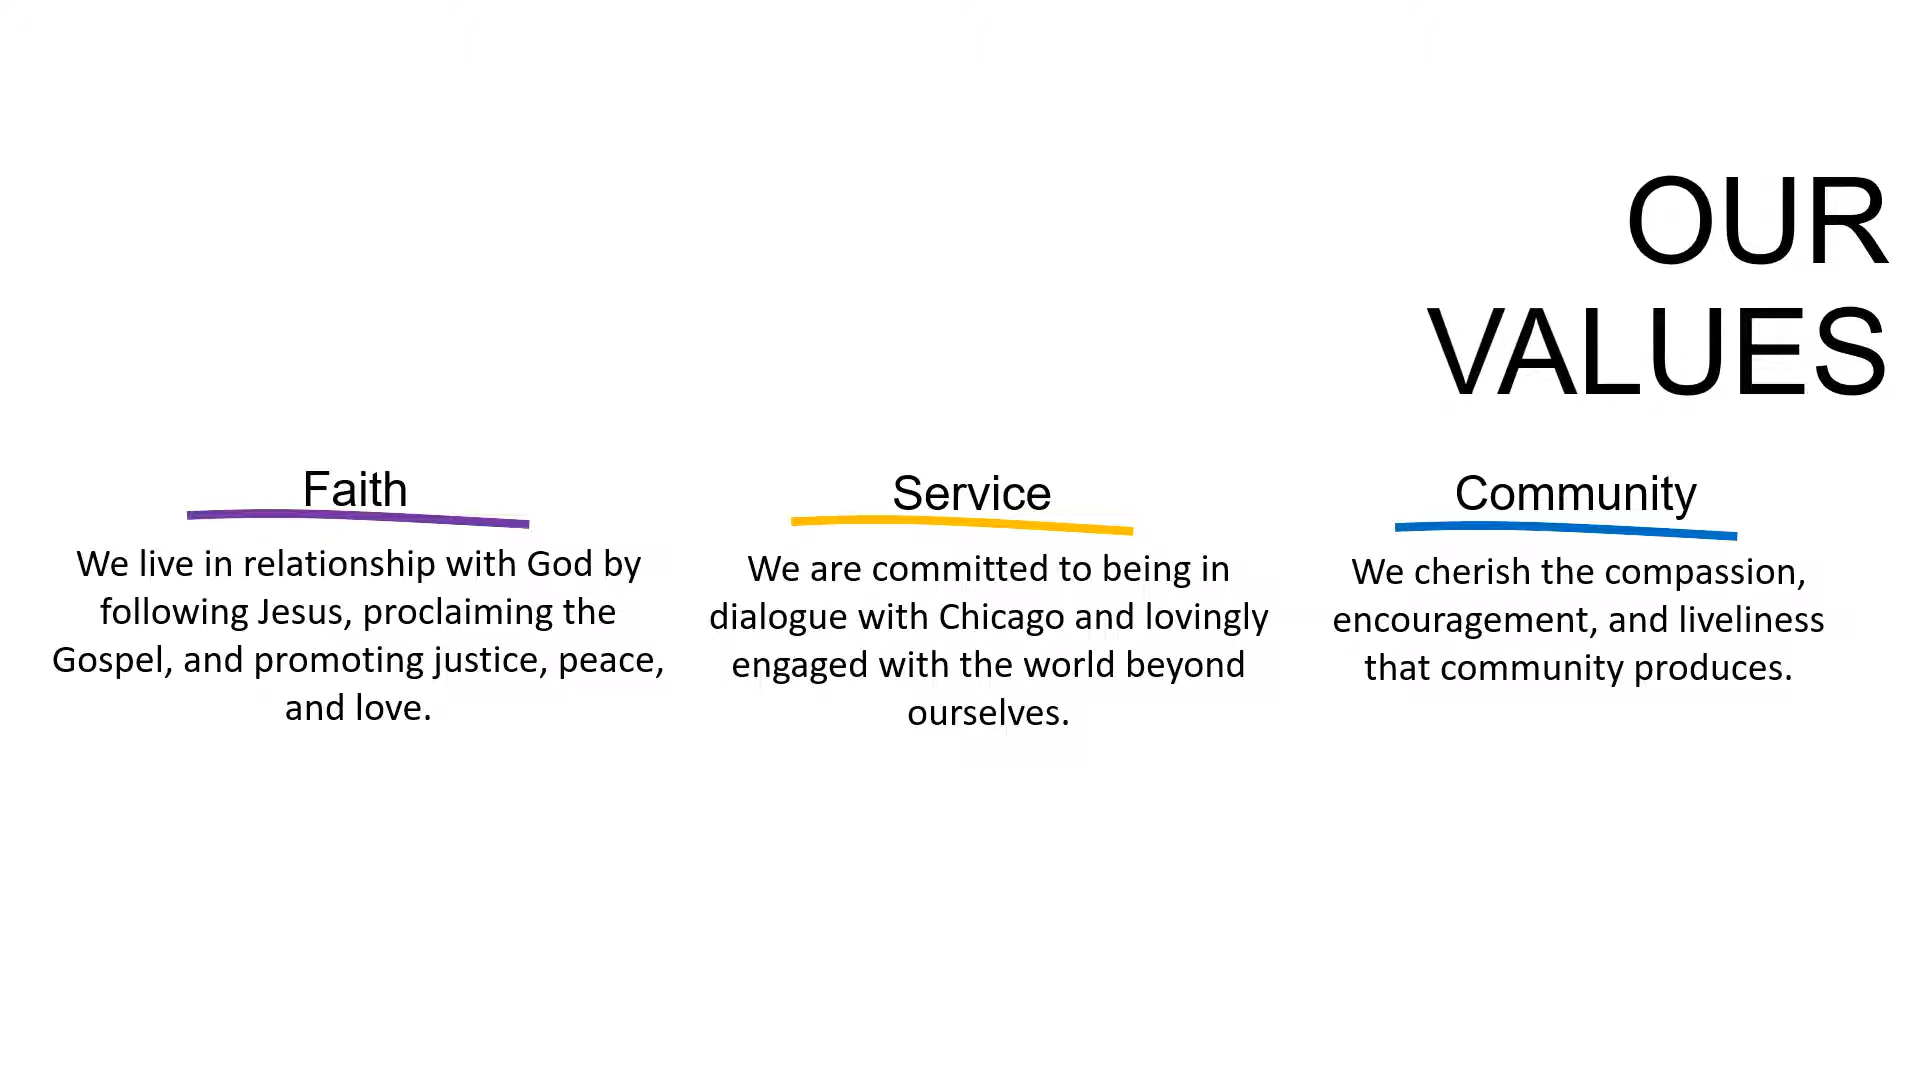 OUR
VALUES
Faith
We live in relationship with God by
following Jesus, proclaiming the
Gospel, and promoting justice, peace,
and love.
Service
We are committed to being in
dialogue with Chicago and lovingly
engaged with the world beyond
ourselves.
Community
We cherish the compassion,
encouragement, and liveliness
that community produces.